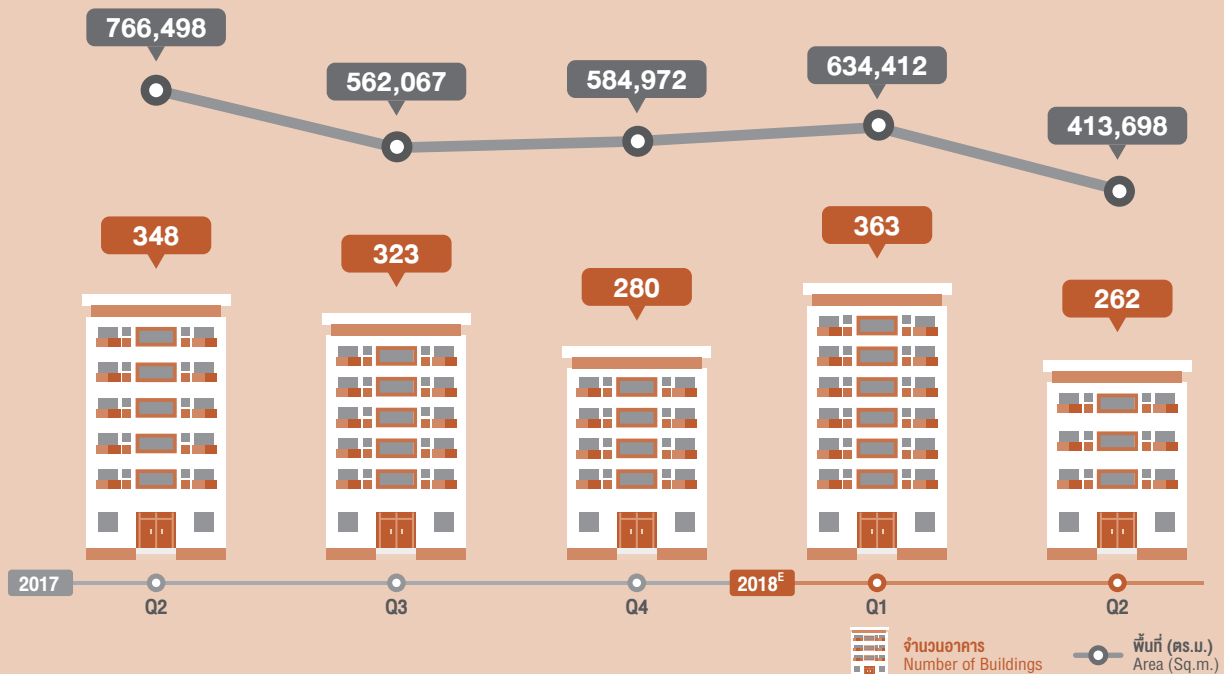 766,498
562,067
584,972
634,412
413,698
348
323
280
363
262
2017
2018E
Q2
Q3
Q4
Q1
Q2
จำนวนอาคาร
Number of Buildings
พื้นที่ (ตร.ม.)
Area (Sq.m.)